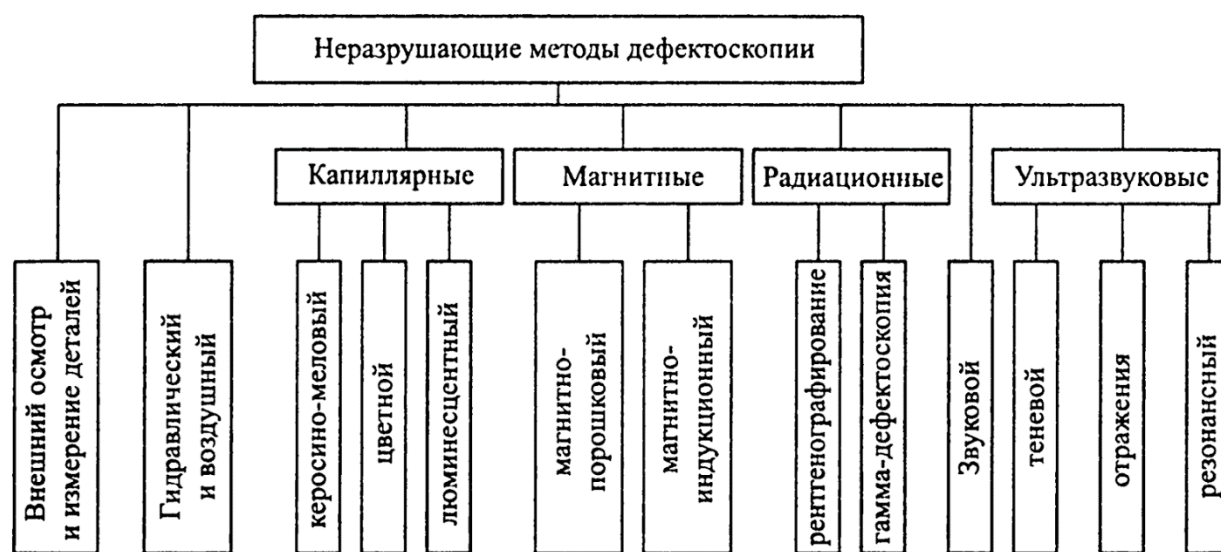 Неразрушающие методы дефектоскопии
Капиллярные
Магнитные
Радиационные
Ультразвуковые
Внешний осмотр
и измерение деталей
Гидравлический
и воздушный
керосино-меловый
цветной
люминесцентный
магнитно-
порошковый
магнитно-
индукционный
рентгенографирование
гамма-дефектоскопия
Звуковой
теневой
отражения
резонансный